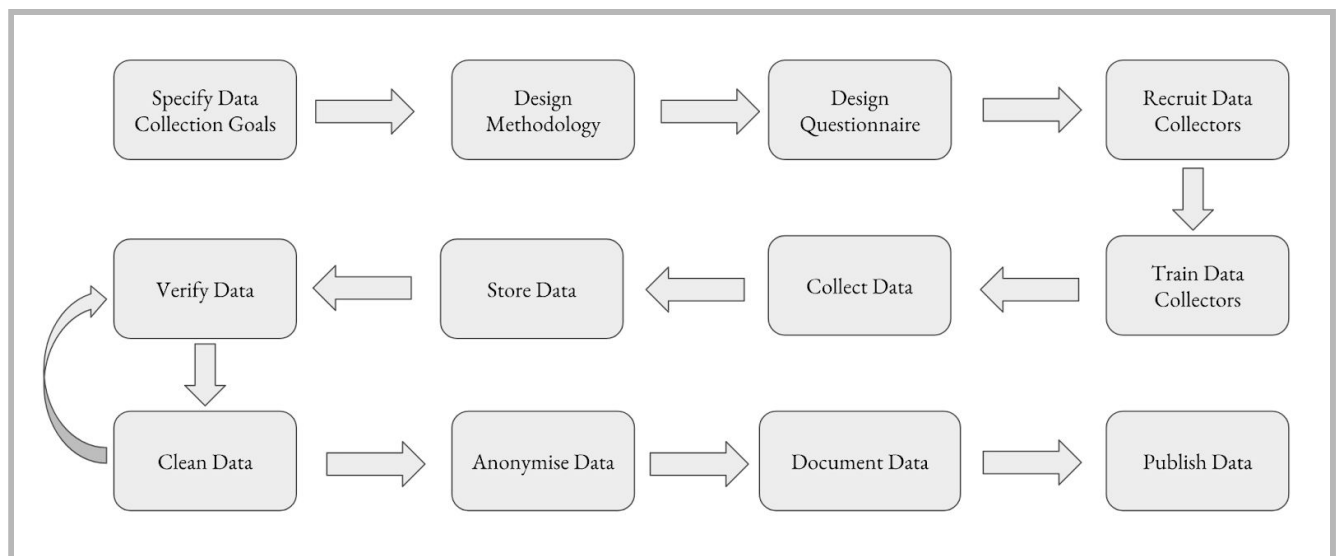 Specify Data
Collection Goals
Design
Methodology
Design
Questionnaire
Recruit Data
Collectors
Train Data
Collectors
Collect Data
Store Data
Verify Data
Clean Data
Anonymise Data
Document Data
Publish Data